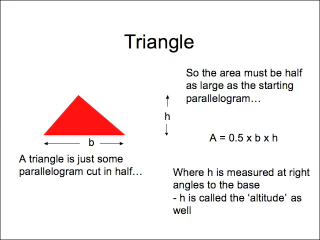 Triangle
So the area must be half
as large as the starting
parallelogram…
h
b
A = 0.5 x b x h
A triangle is just some
parallelogram cut in half…
Where h is measured at right
angles to the base
- h is called the ‘altitude’ as
well